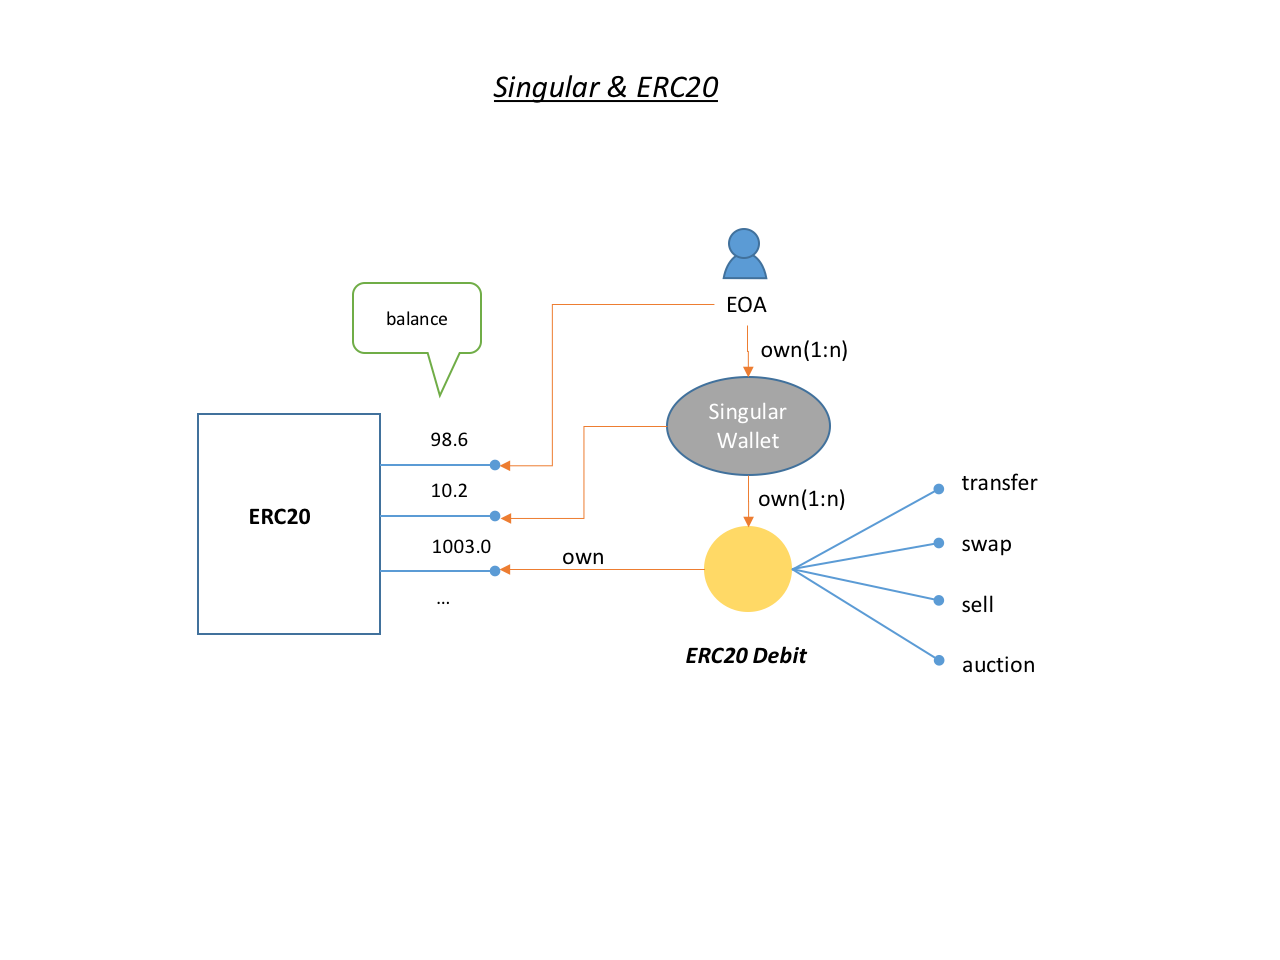 Singular & ERC20
EOA
balance
own(1:n)
Singular
Wallet
98.6
transfer
10.2
own(1:n)
ERC20
swap
1003.0
own
...
sell
ERC20 Debit
auction